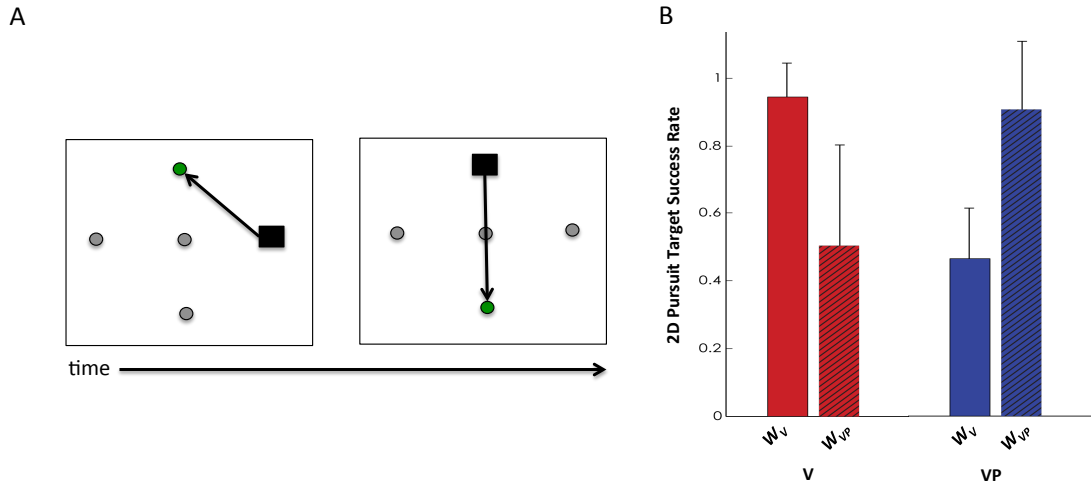 A
time
B
2D Pursuit Target Success Rate
1
0.8
0.6
0.4
0.2
0
Wv WVP Wv WVP
V VP